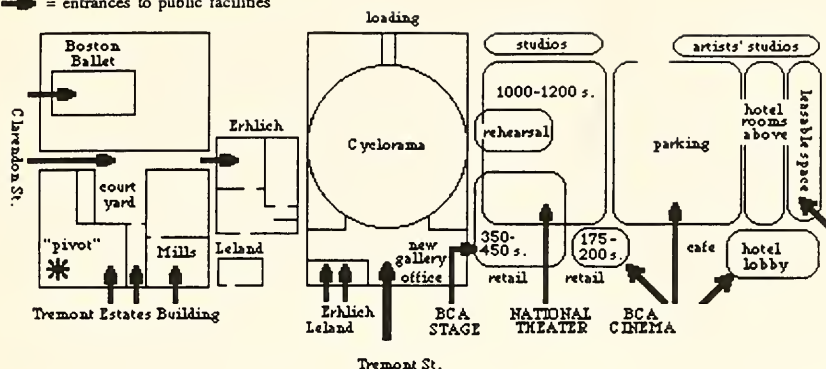 = entrances to public facilities
loading
Boston
Ballet
Clarendon St.
court
yard
"pivot"
Mills
Tremont Estates Building
Erhlich
Leland
Cyclorama
new
gallery
office
Erhlich
Leland
Tremont St.
studios
1000-1200 s.
rehearsal
350-
450 s.
retail
175-
200 s.
retail
BCA
STAGE
NATIONAL
THEATER
BCA
CINEMA
artists' studios
parking
hotel
rooms
above
leasable space
cafe
hotel
lobby